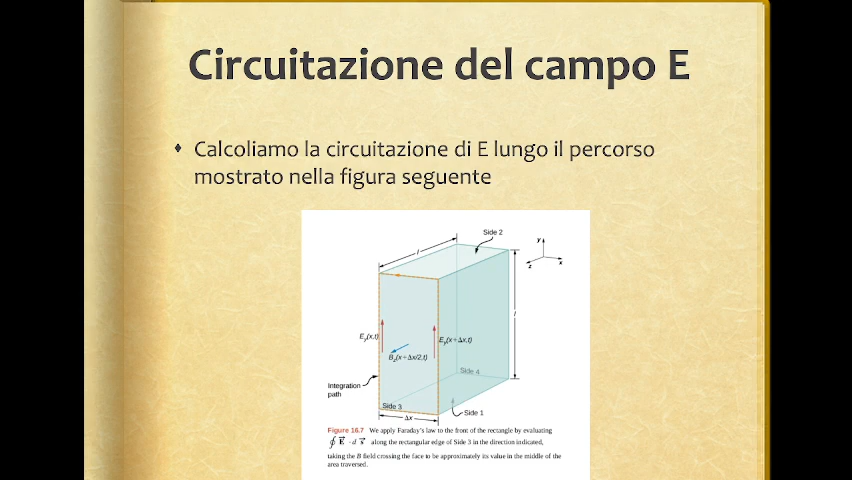 Circuitazione del campo E
Calcoliamo la circuitazione di E lungo il percorso
mostrato nella figura seguente
Side 2
y
l
z
x
l
Ey(x,t)
Ey(x+Δx,t)
Bz(x+Δx/2,t)
Side 4
Integration
path
Side 3
Side 1
Δx
Figure 16.7 We apply Faraday's law to the front of the rectangle by evaluating
∮ E⃗ · d s⃗ along the rectangular edge of Side 3 in the direction indicated,
taking the B field crossing the face to be approximately its value in the middle of the
area traversed.